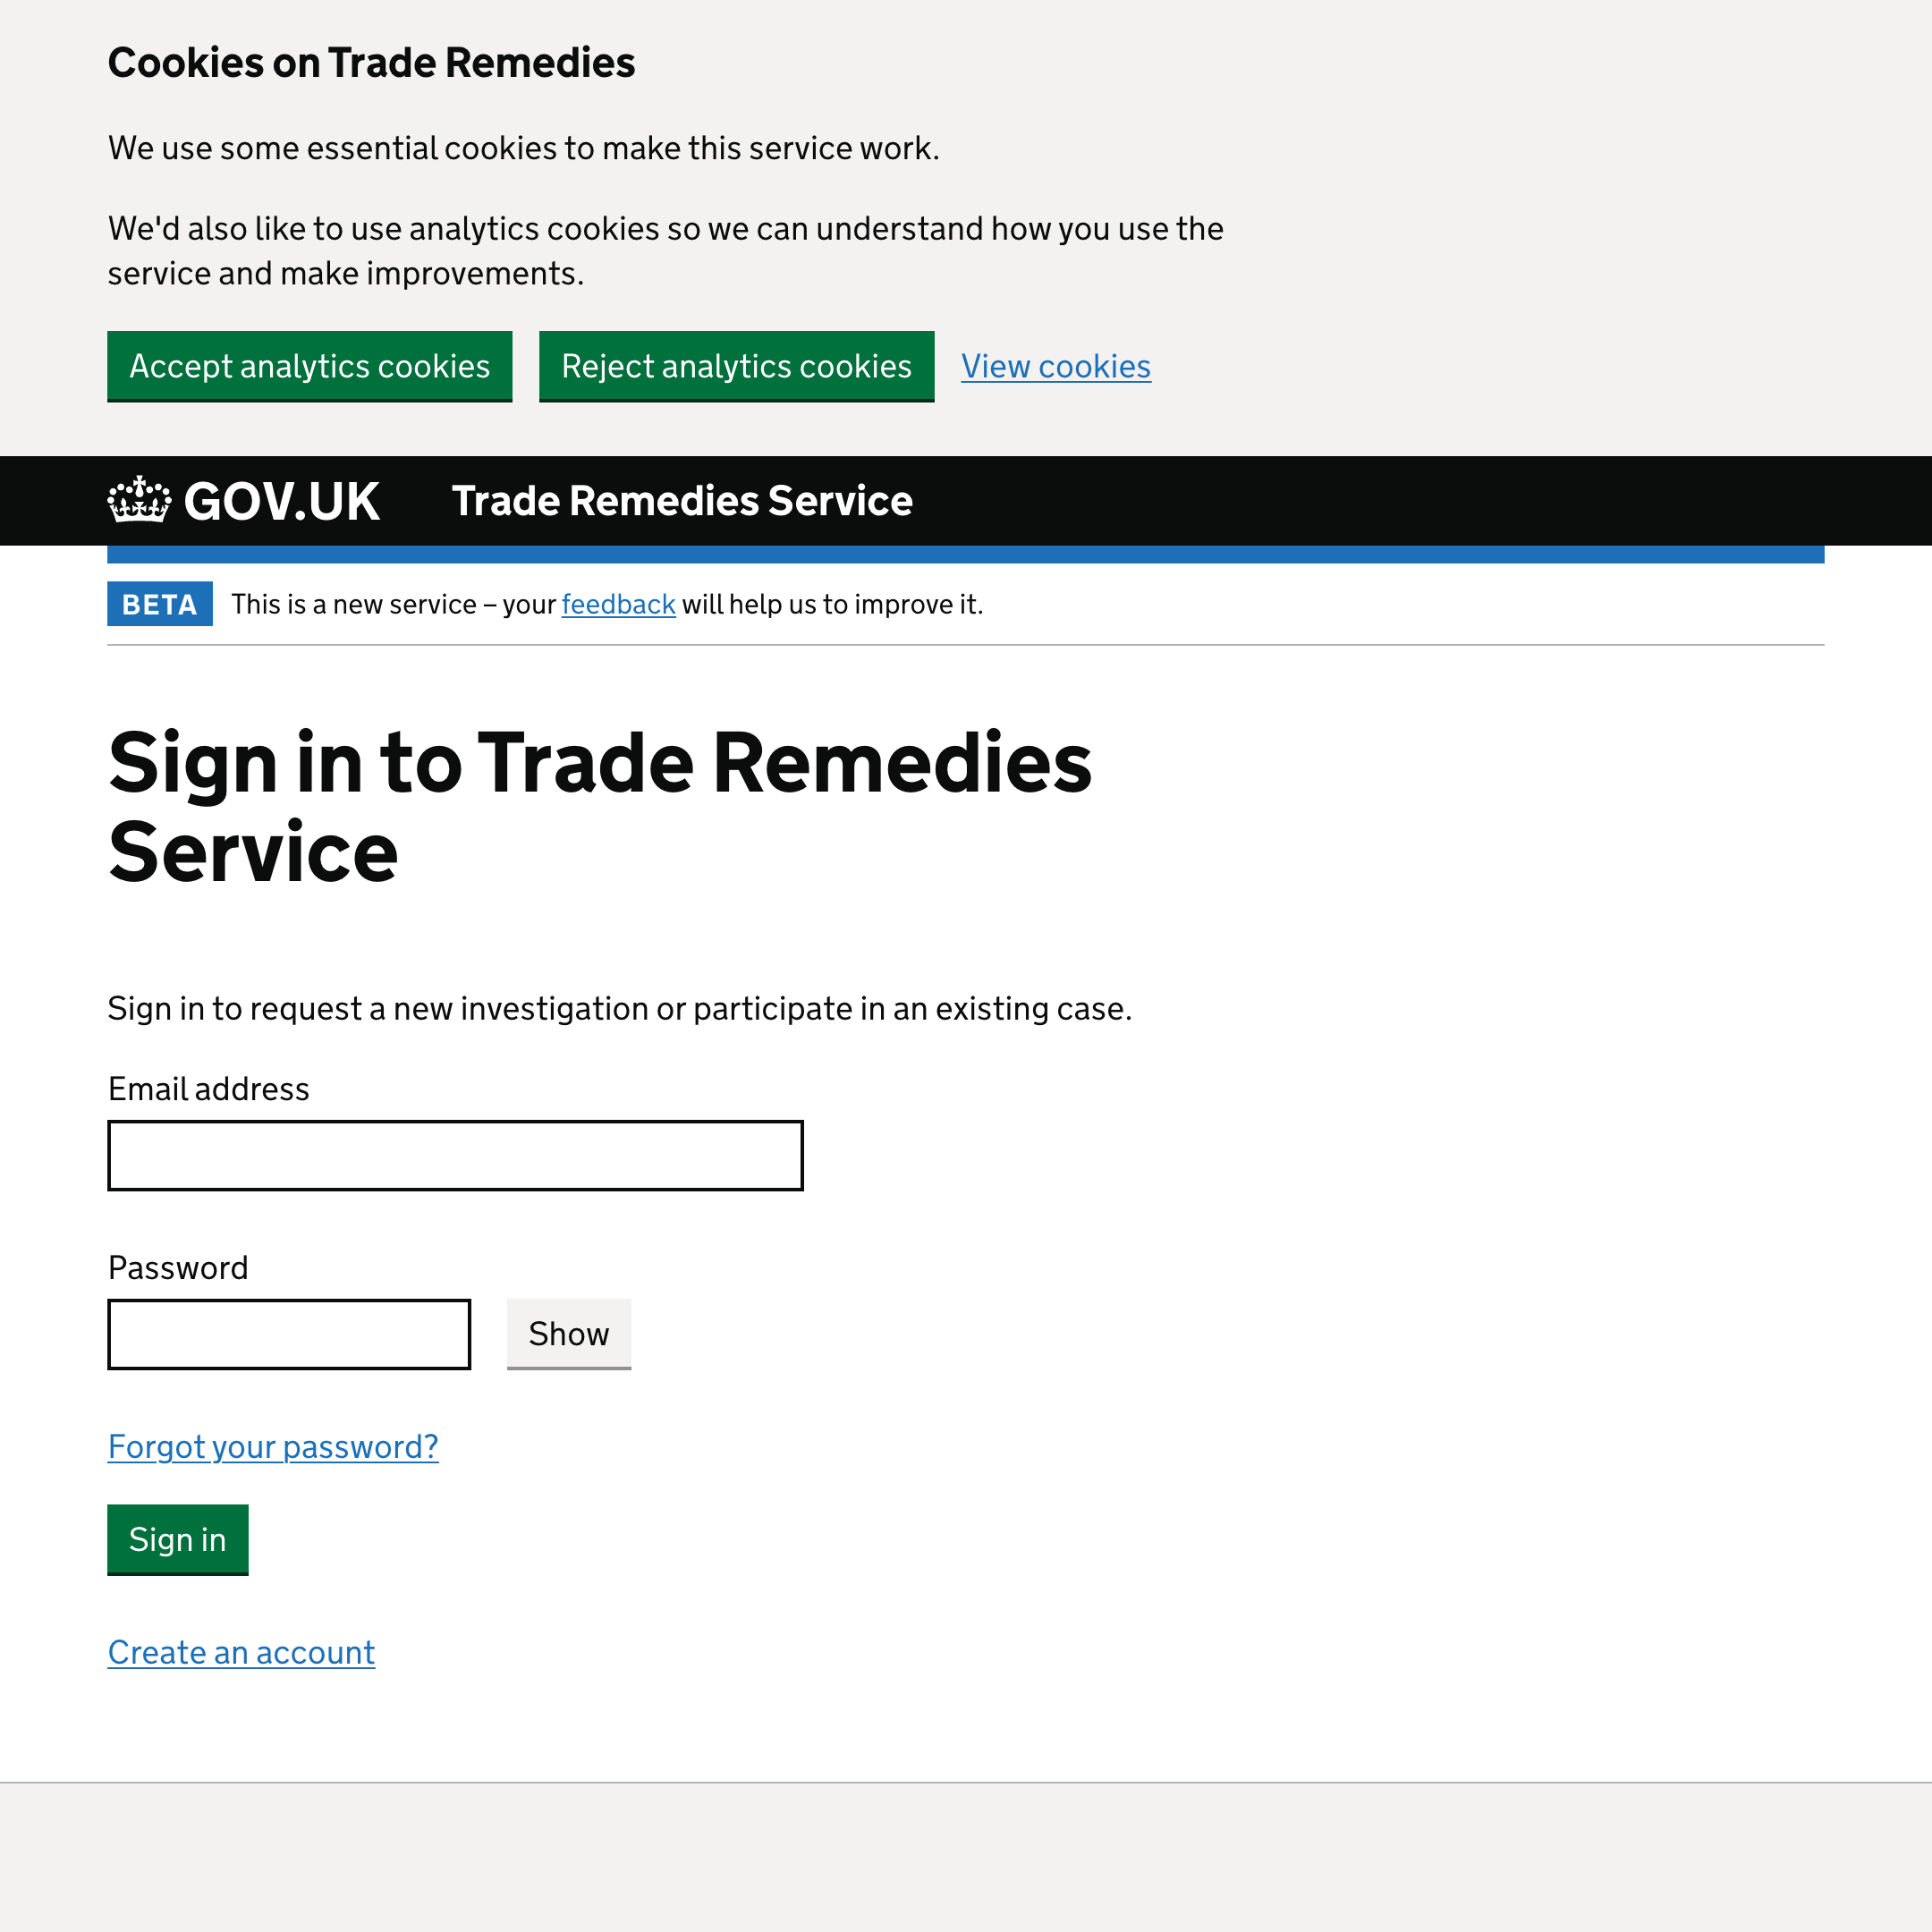 Cookies on Trade Remedies
We use some essential cookies to make this service work.
We'd also like to use analytics cookies so we can understand how you use the
service and make improvements.
Accept analytics cookies
Reject analytics cookies
View cookies
GOV.UK
Trade Remedies Service
BETA
This is a new service – your feedback will help us to improve it.
Sign in to Trade Remedies
Service
Sign in to request a new investigation or participate in an existing case.
Email address
Password
Show
Forgot your password?
Sign in
Create an account